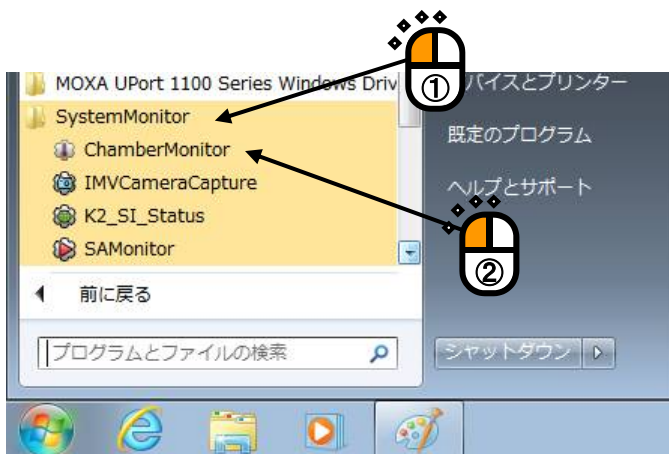 MOXA UPort 1100 Series Windows Driv
SystemMonitor
ChamberMonitor
IMVCameraCapture
K2_SI_Status
SAMonitor
前に戻る
プログラムとファイルの検索
バイスとプリンター
既定のプログラム
ヘルプとサポート
シャットダウン
①
②